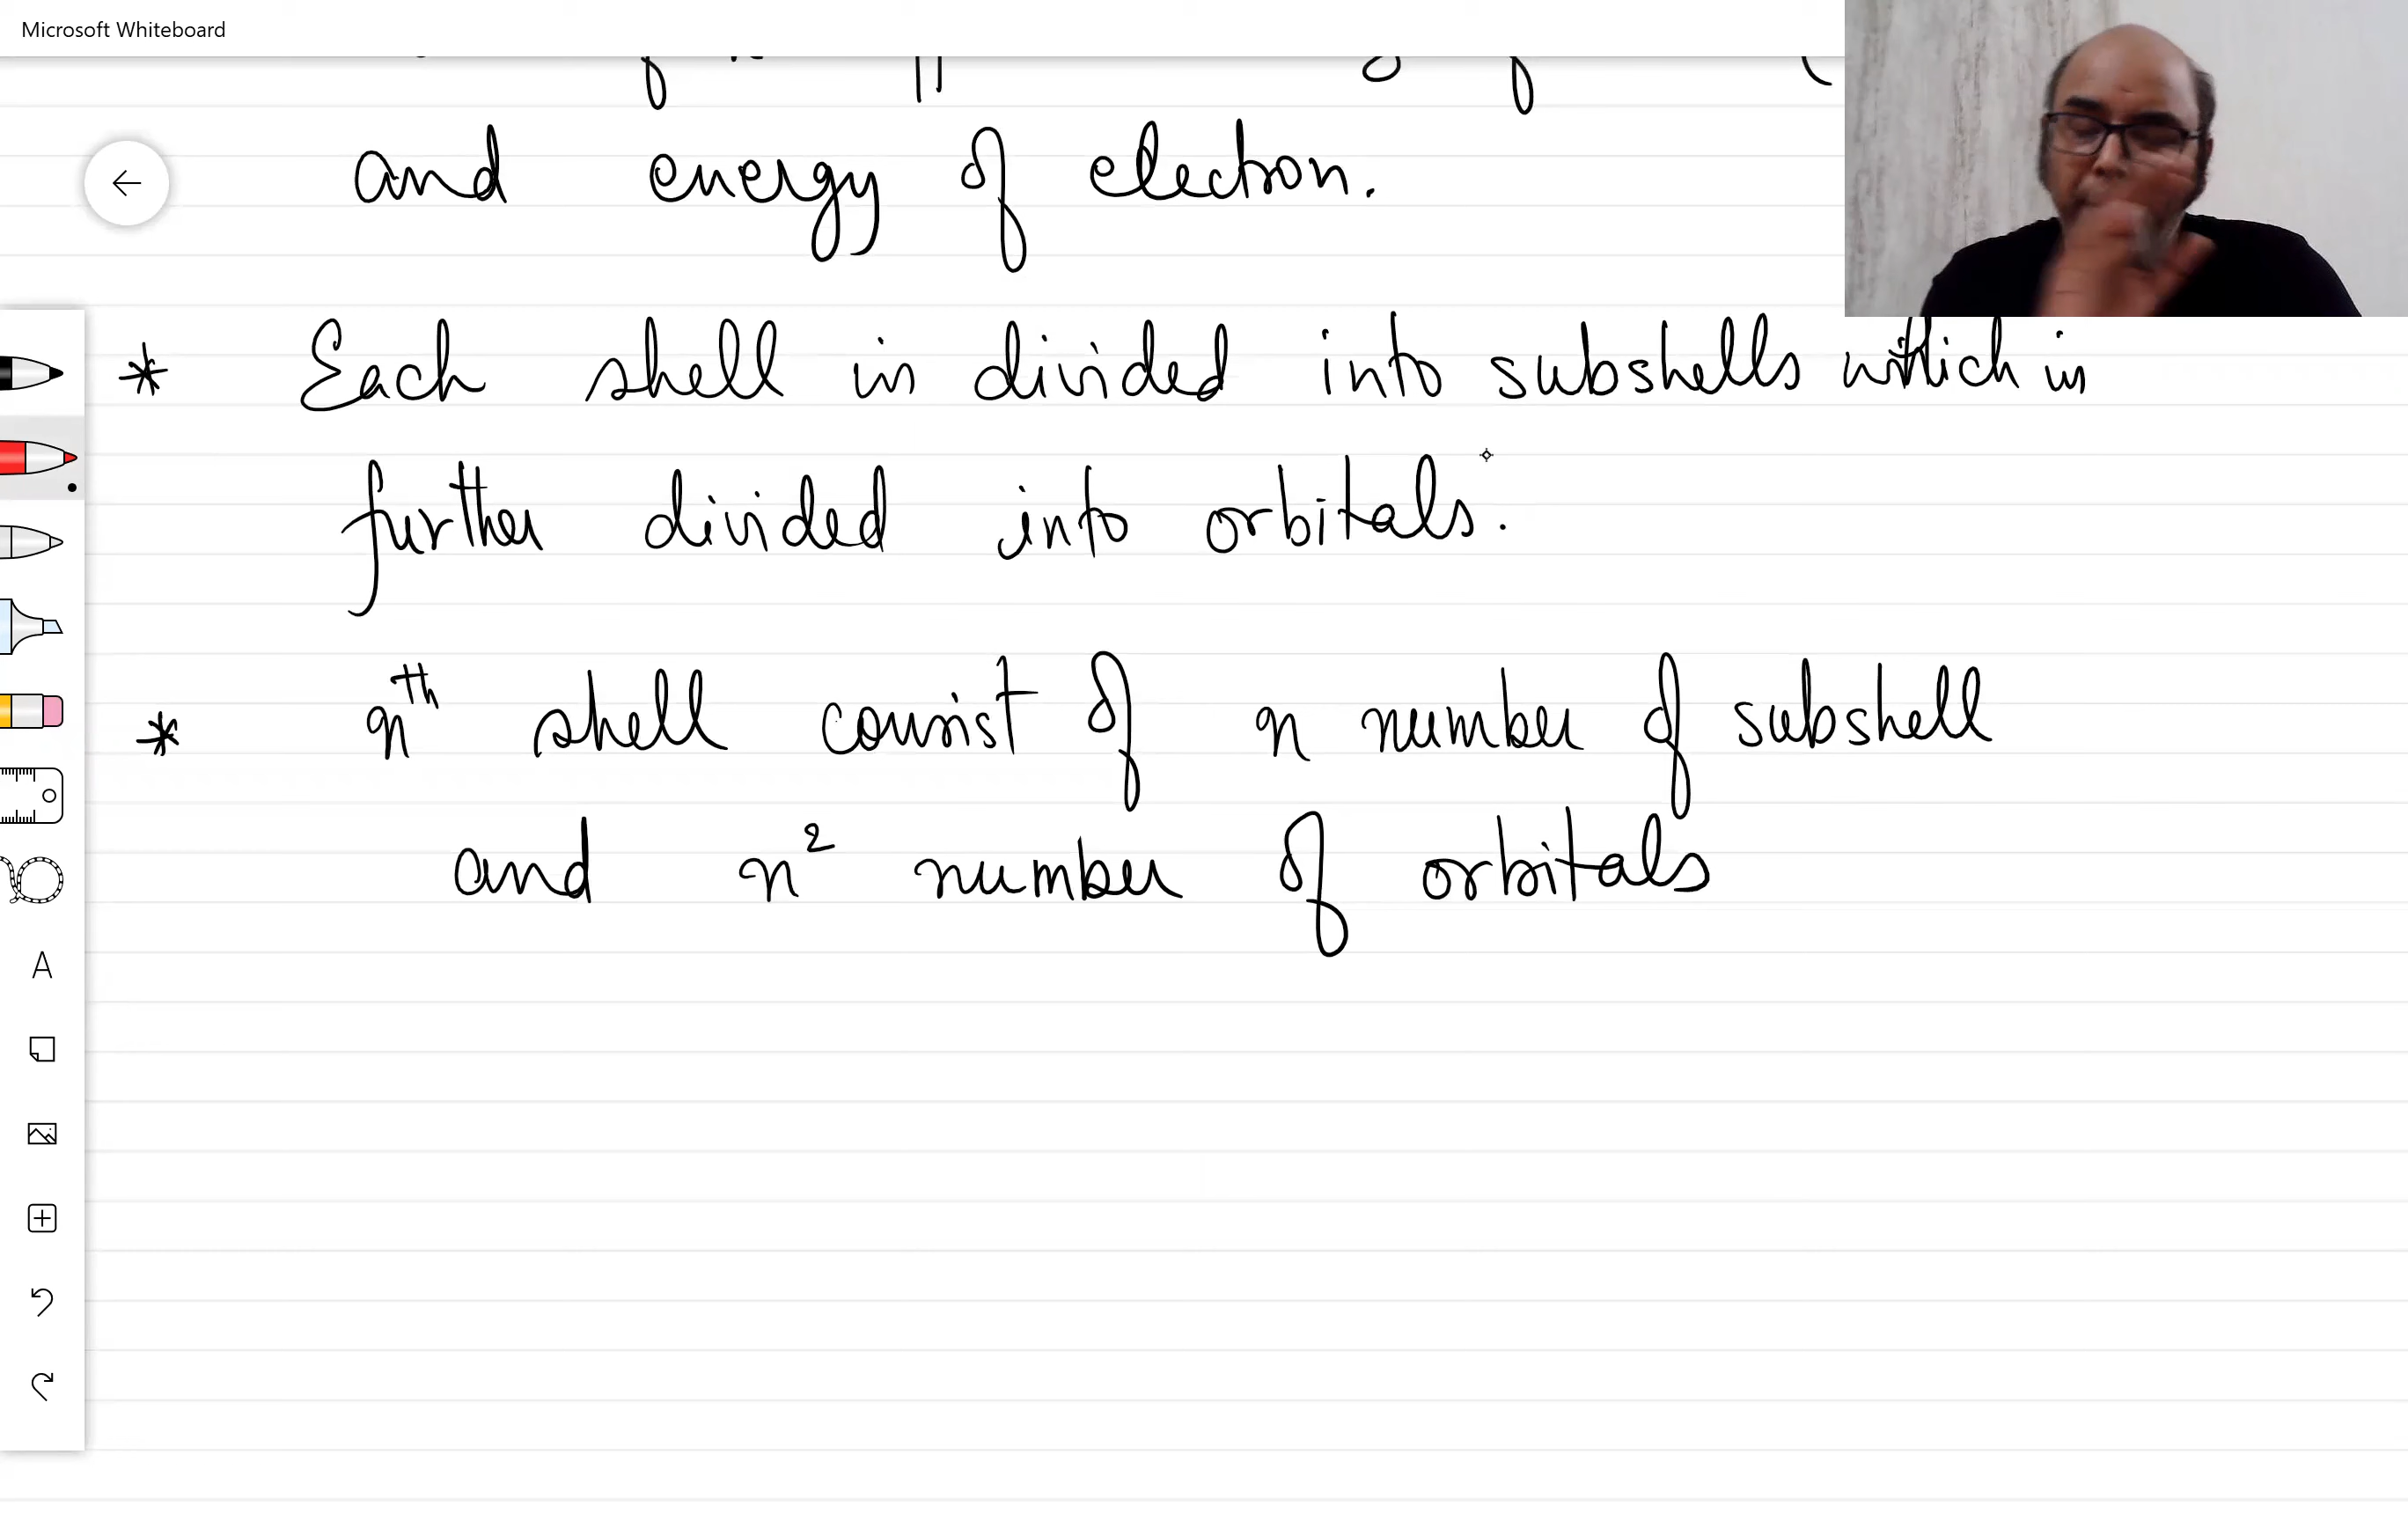 Microsoft Whiteboard
and energy of electron.
* Each shell is divided into subshells which is
further divided into orbitals.
* nth shell consist of n number of subshell
and n² number of orbitals
A